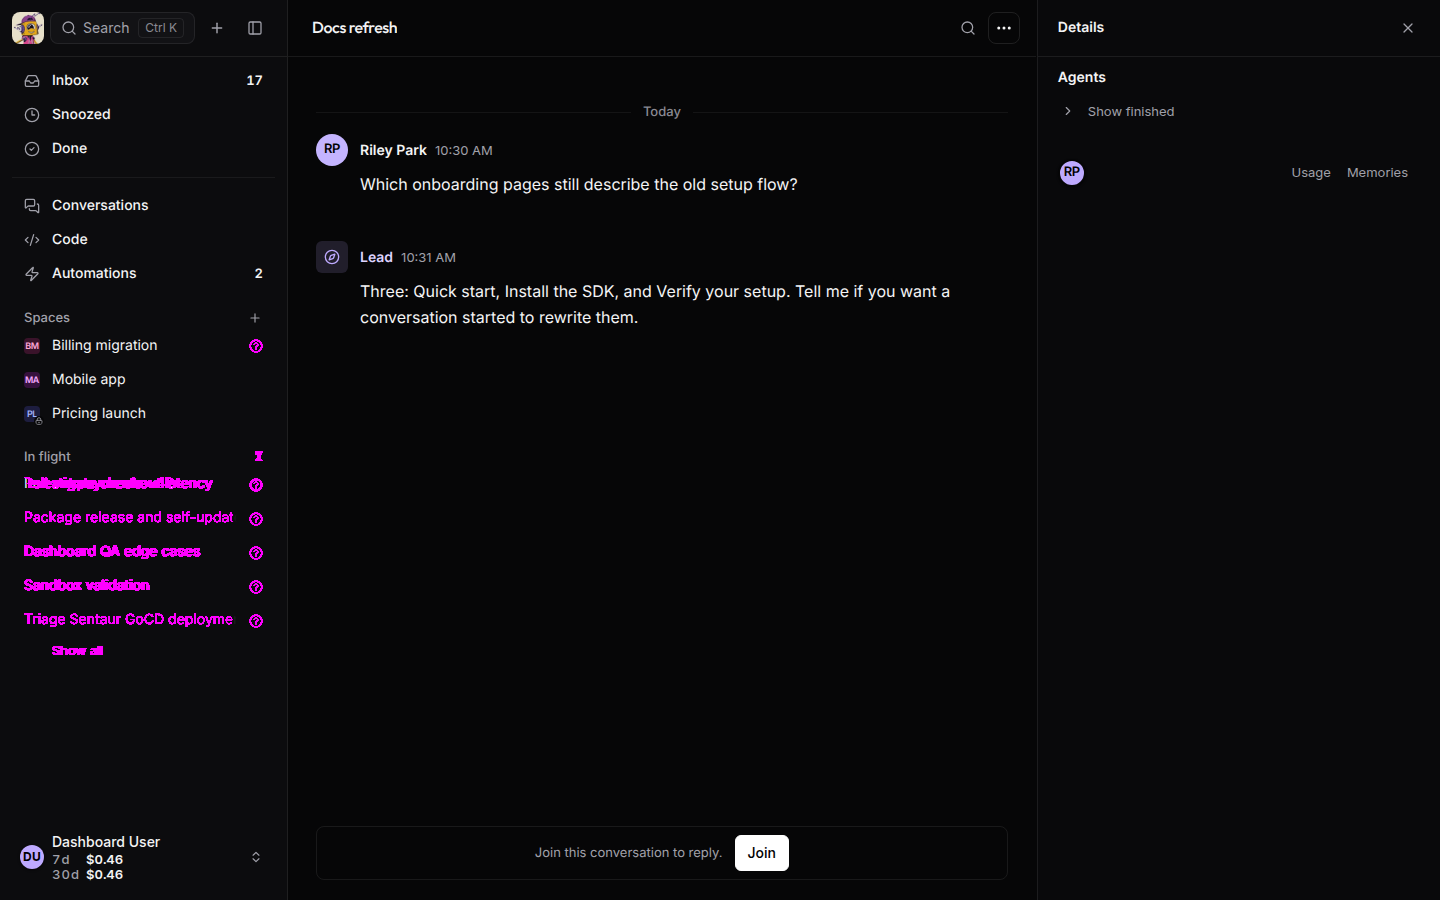 Search Ctrl K
Inbox 17
Snoozed
Done
Conversations
Code
Automations 2
Spaces
BM Billing migration
MA Mobile app
PL Pricing launch
In flight
Package release and self-updat
Dashboard QA edge cases
Sandbox validation
Triage Sentaur GoCD deployme
Show all
DU Dashboard User
7d $0.46
30d $0.46
Docs refresh
Today
RP Riley Park 10:30 AM
Which onboarding pages still describe the old setup flow?
Lead 10:31 AM
Three: Quick start, Install the SDK, and Verify your setup. Tell me if you want a
conversation started to rewrite them.
Join this conversation to reply. Join
Details
Agents
Show finished
RP Usage Memories